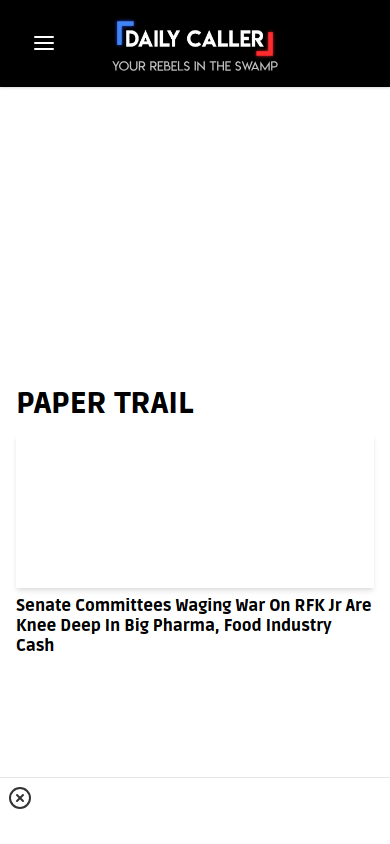 DAILY CALLER
YOUR REBELS IN THE SWAMP
PAPER TRAIL
Senate Committees Waging War On RFK Jr Are
Knee Deep In Big Pharma, Food Industry
Cash